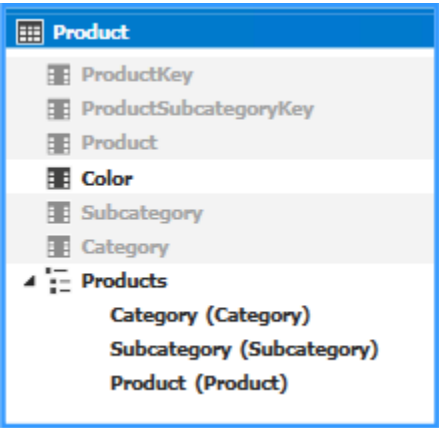 Product
ProductKey
ProductSubcategoryKey
Product
Color
Subcategory
Category
Products
Category (Category)
Subcategory (Subcategory)
Product (Product)